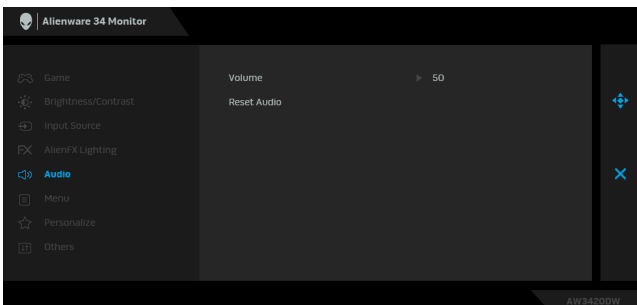 Alienware 34 Monitor
Game
Brightness/Contrast
Input Source
FX AlienFX Lighting
Audio
Menu
Personalize
Others
Volume 50
Reset Audio
AW3420DW